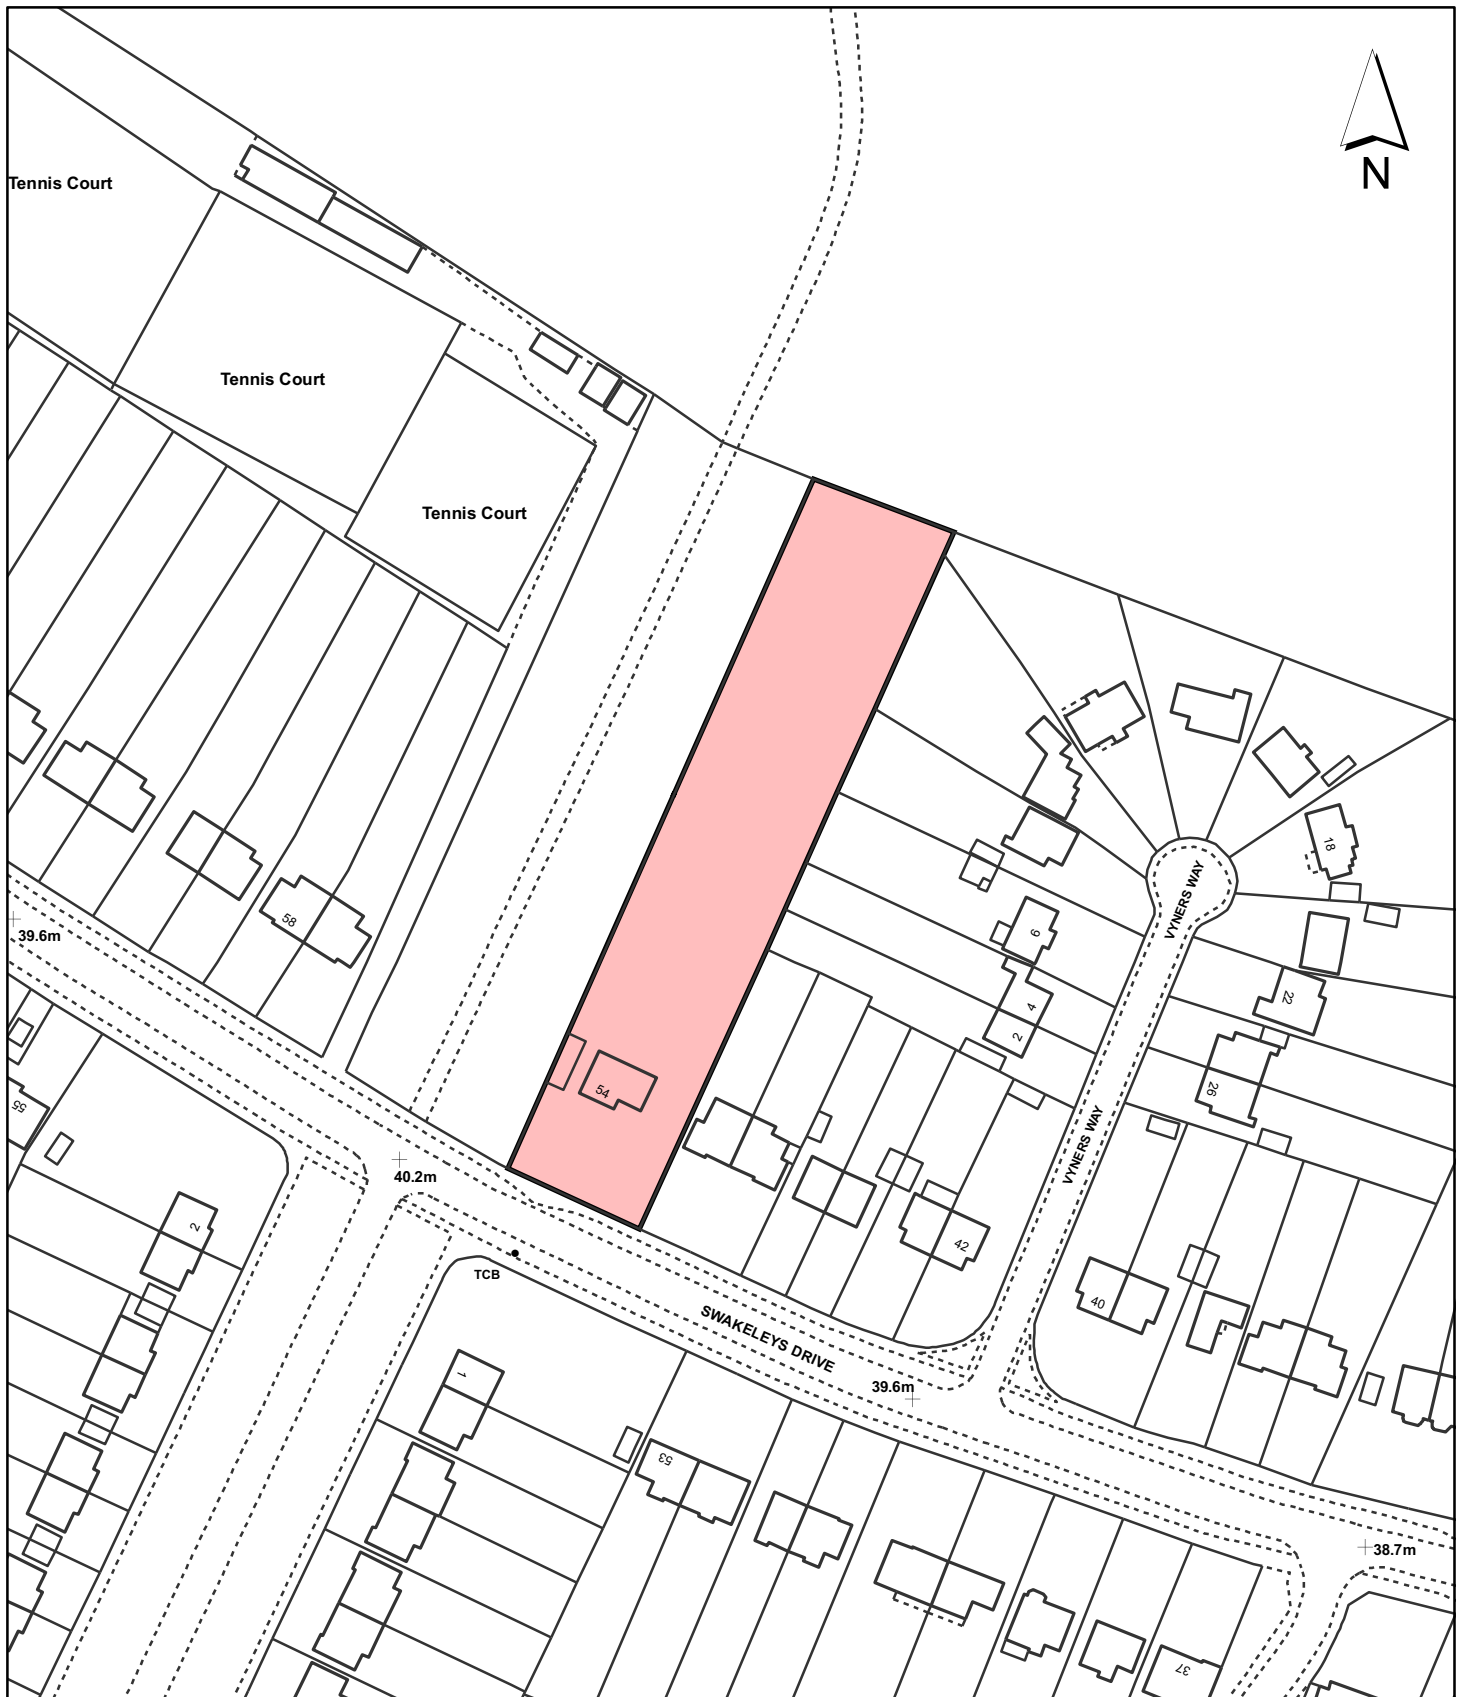 N
Tennis Court
Tennis Court
Tennis Court
18
VYNERS WAY
58
6
39.6m
22
4
2
54
26
55
VYNERS WAY
40.2m
2
42
TCB
40
SWAKELEYS DRIVE
1
39.6m
53
38.7m
37